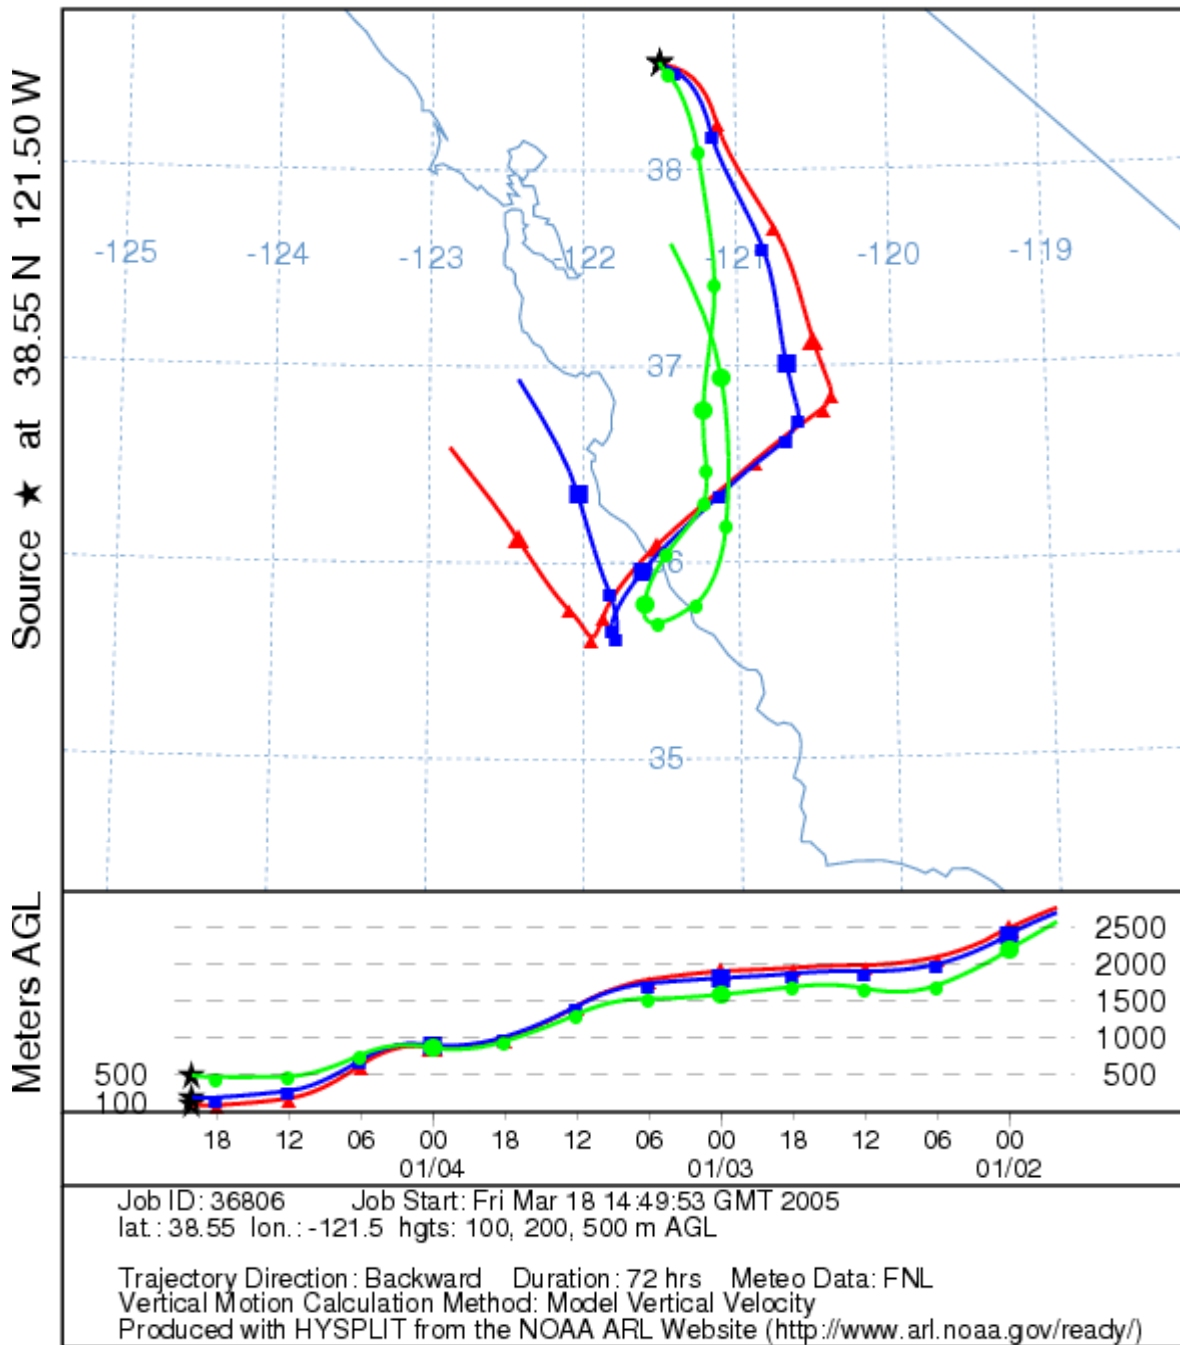 Source ★ at 38.55 N 121.50 W
38
-125 -124 -123 -122 -121 -120 -119
37
36
35
Meters AGL
2500
2000
1500
1000
500 500
100
18 12 06 00 18 12 06 00 18 12 06 00
01/04 01/03 01/02
Job ID: 36806 Job Start: Fri Mar 18 14:49:53 GMT 2005
lat.: 38.55 lon.: -121.5 hgts: 100, 200, 500 m AGL
Trajectory Direction: Backward Duration: 72 hrs Meteo Data: FNL
Vertical Motion Calculation Method: Model Vertical Velocity
Produced with HYSPLIT from the NOAA ARL Website (http://www.arl.noaa.gov/ready/)